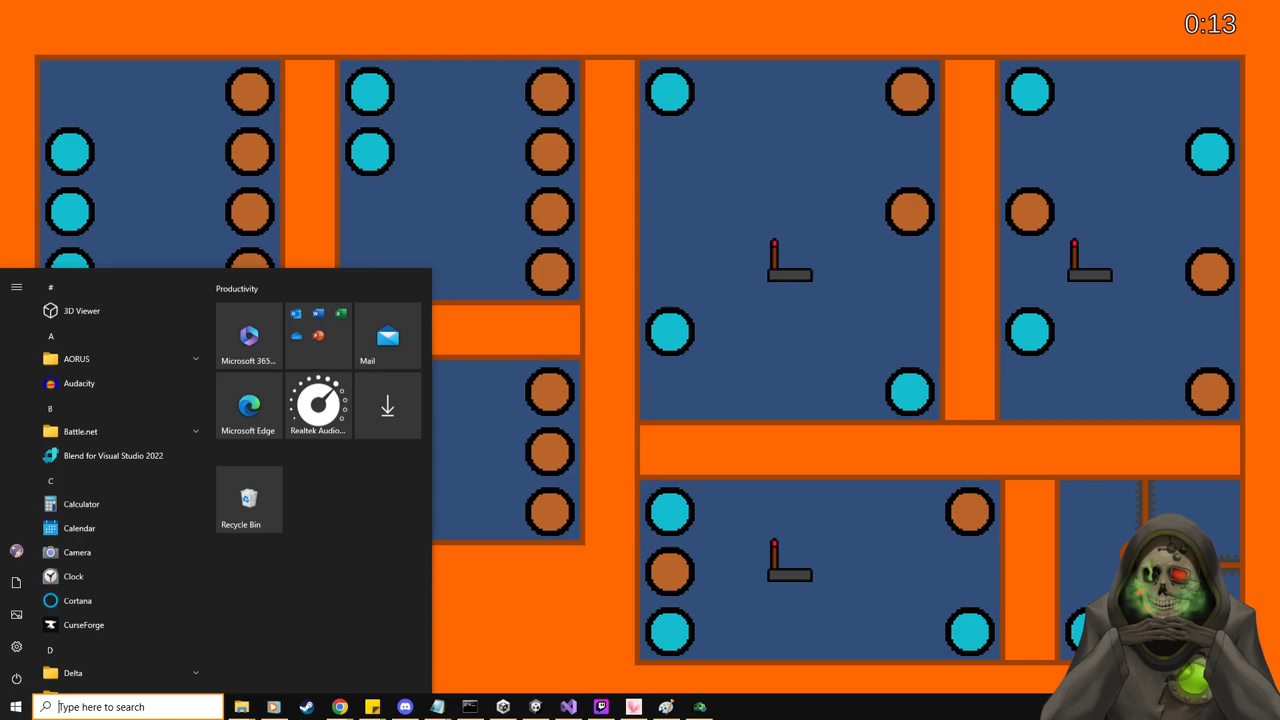 0:13
#
Productivity
3D Viewer
A
AORUS
Audacity
B
Battle.net
Blend for Visual Studio 2022
C
Calculator
Calendar
Camera
Clock
Cortana
CurseForge
D
Delta
Microsoft 365...
Mail
Microsoft Edge
Realtek Audio...
Recycle Bin
Type here to search